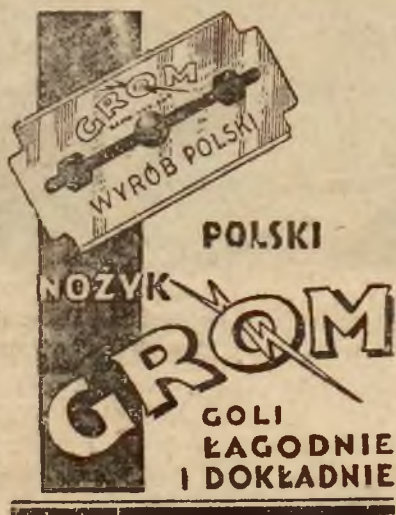 GROM
WYRÓB POLSKI
POLSKI
NOŻYK
GROM
GOLI
ŁAGODNIE
I DOKŁADNIE